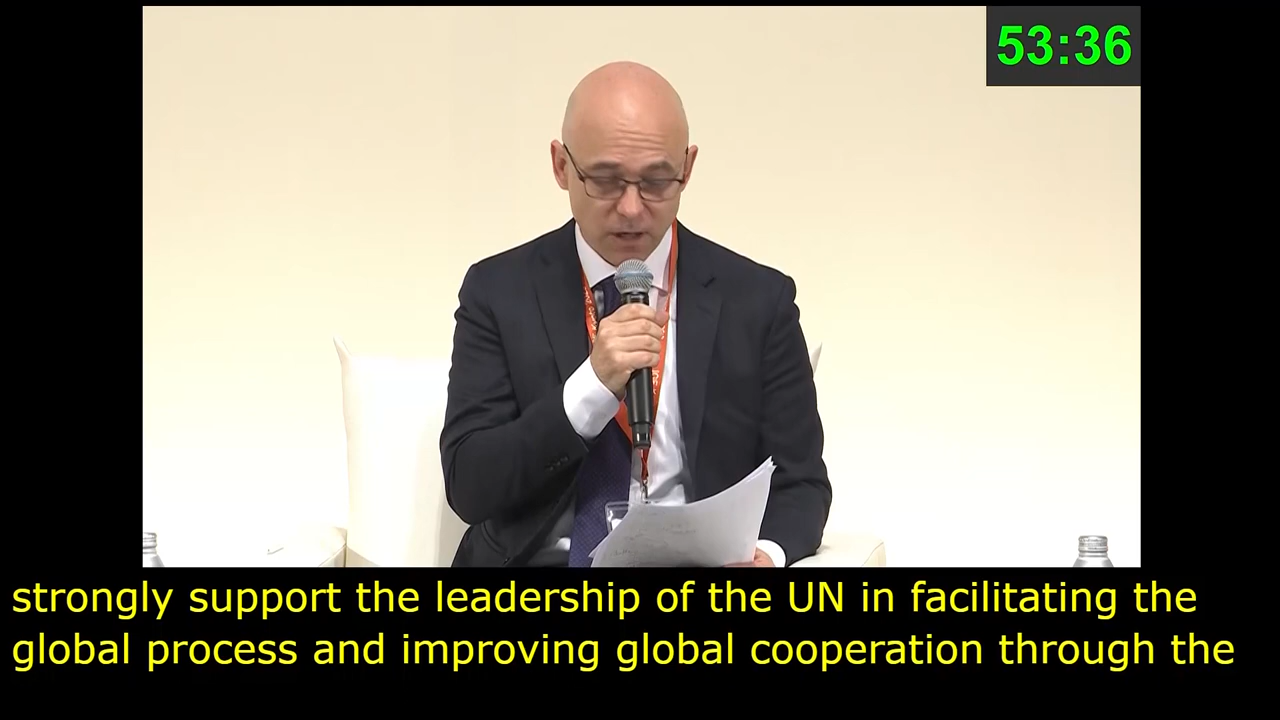 53:36
strongly support the leadership of the UN in facilitating the
global process and improving global cooperation through the